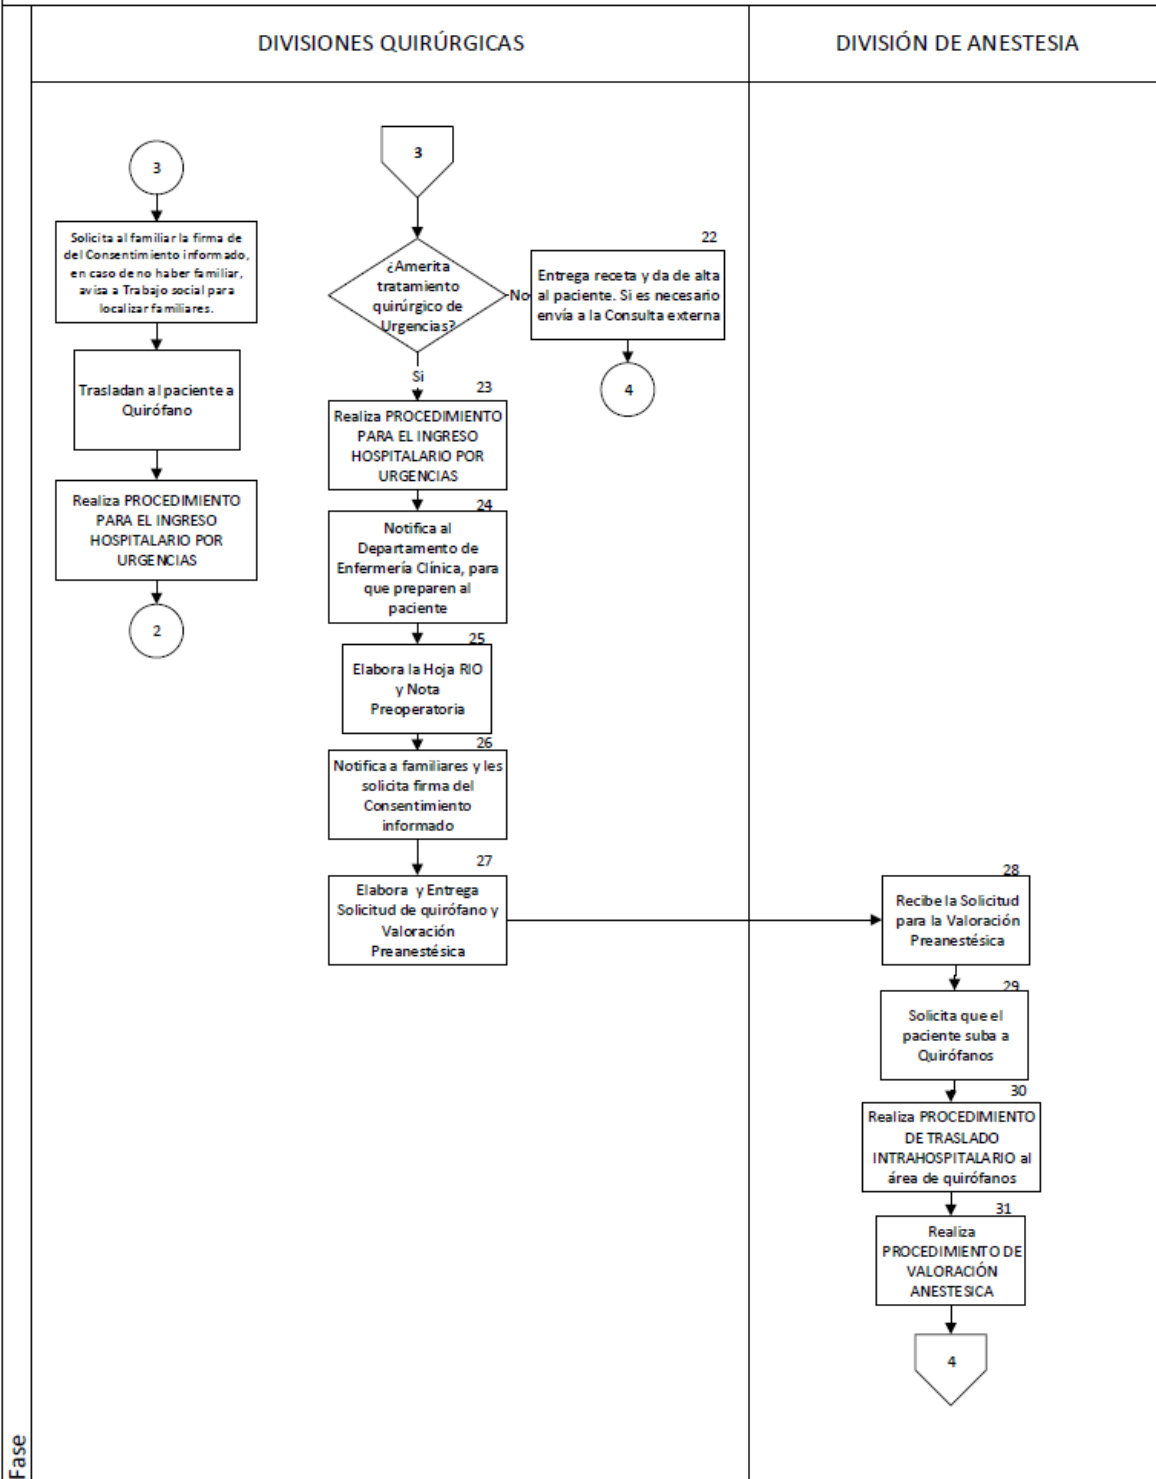 DIVISIONES QUIRÚRGICAS
DIVISIÓN DE ANESTESIA
3
Solicita al familiar la firma de
del Consentimiento informado,
en caso de no haber familiar,
avisa a Trabajo social para
localizar familiares.
Trasladan al paciente a
Quirófano
Realiza PROCEDIMIENTO
PARA EL INGRESO
HOSPITALARIO POR
URGENCIAS
2
3
¿Amerita
tratamiento
quirúrgico de
Urgencias?
No
22
Entrega receta y da de alta
al paciente. Si es necesario
envía a la Consulta externa
4
Si
23
Realiza PROCEDIMIENTO
PARA EL INGRESO
HOSPITALARIO POR
URGENCIAS
24
Notifica al
Departamento de
Enfermería Clínica, para
que preparen al
paciente
25
Elabora la Hoja RIO
y Nota
Preoperatoria
26
Notifica a familiares y les
solicita firma del
Consentimiento
informado
27
Elabora y Entrega
Solicitud de quirófano y
Valoración
Preanestésica
28
Recibe la Solicitud
para la Valoración
Preanestésica
29
Solicita que el
paciente suba a
Quirófanos
30
Realiza PROCEDIMIENTO
DE TRASLADO
INTRAHOSPITALARIO al
área de quirófanos
31
Realiza
PROCEDIMIENTO DE
VALORACIÓN
ANESTESICA
4
Fase